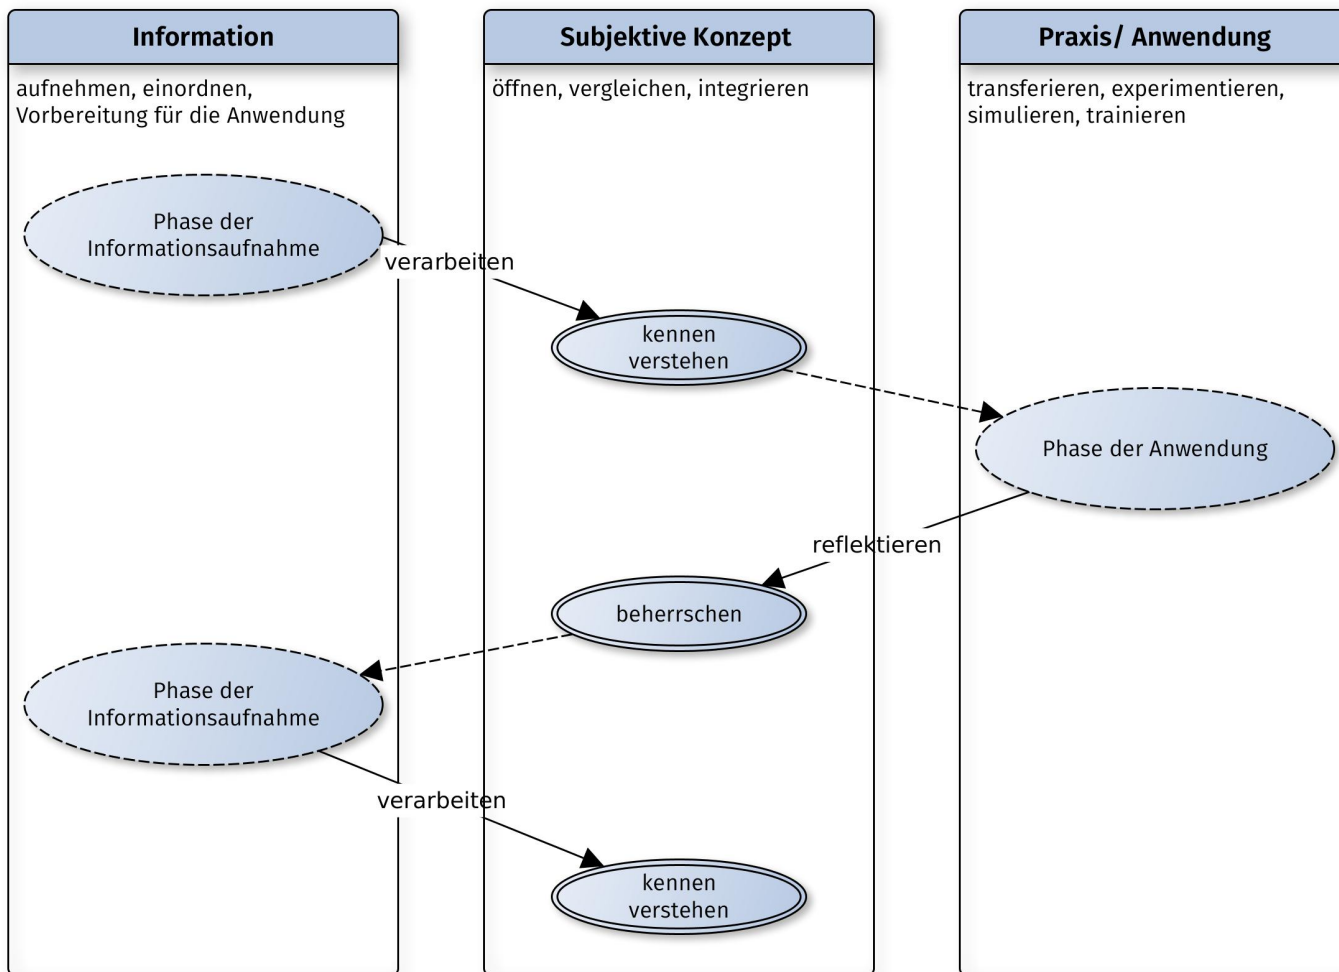 Information
Subjektive Konzept
Praxis/ Anwendung
aufnehmen, einordnen,
Vorbereitung für die Anwendung
öffnen, vergleichen, integrieren
transferieren, experimentieren,
simulieren, trainieren
Phase der
Informationsaufnahme
verarbeiten
kennen
verstehen
Phase der Anwendung
reflektieren
beherrschen
Phase der
Informationsaufnahme
verarbeiten
kennen
verstehen